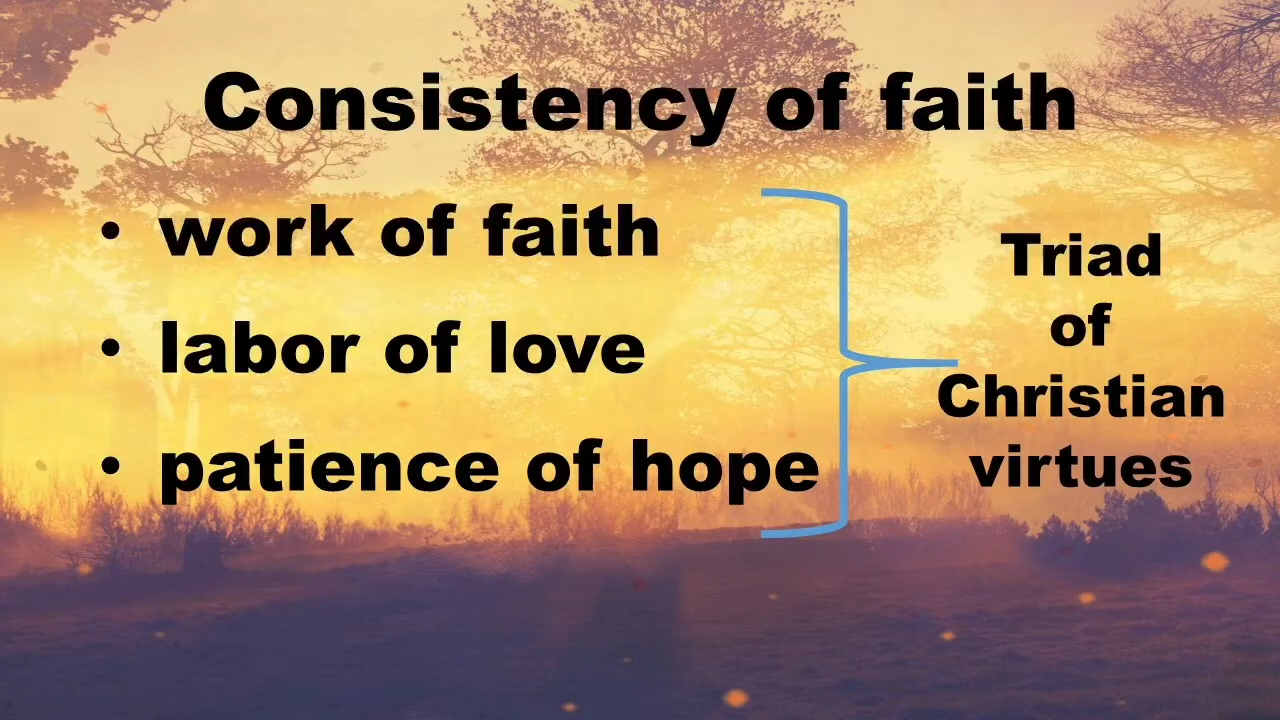 Consistency of faith
• work of faith
• labor of love
• patience of hope
Triad
of
Christian
virtues